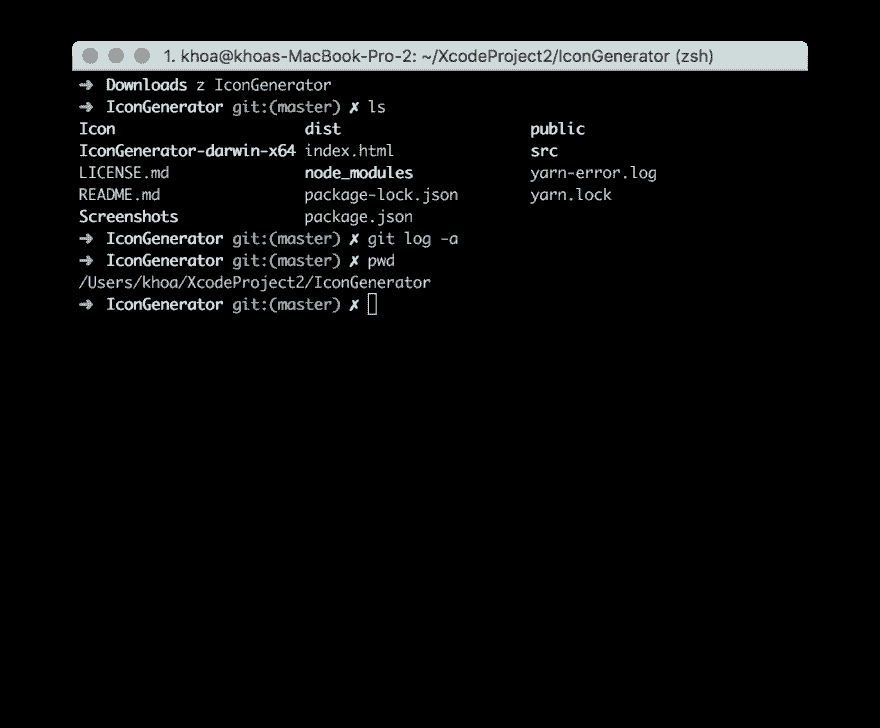 1. khoa@khoas-MacBook-Pro-2: ~/XcodeProject2/IconGenerator (zsh)
➜ Downloads z IconGenerator
➜ IconGenerator git:(master) ✗ ls
Icon dist public
IconGenerator-darwin-x64 index.html src
LICENSE.md node_modules yarn-error.log
README.md package-lock.json yarn.lock
Screenshots package.json
➜ IconGenerator git:(master) ✗ git log -a
➜ IconGenerator git:(master) ✗ pwd
/Users/khoa/XcodeProject2/IconGenerator
➜ IconGenerator git:(master) ✗